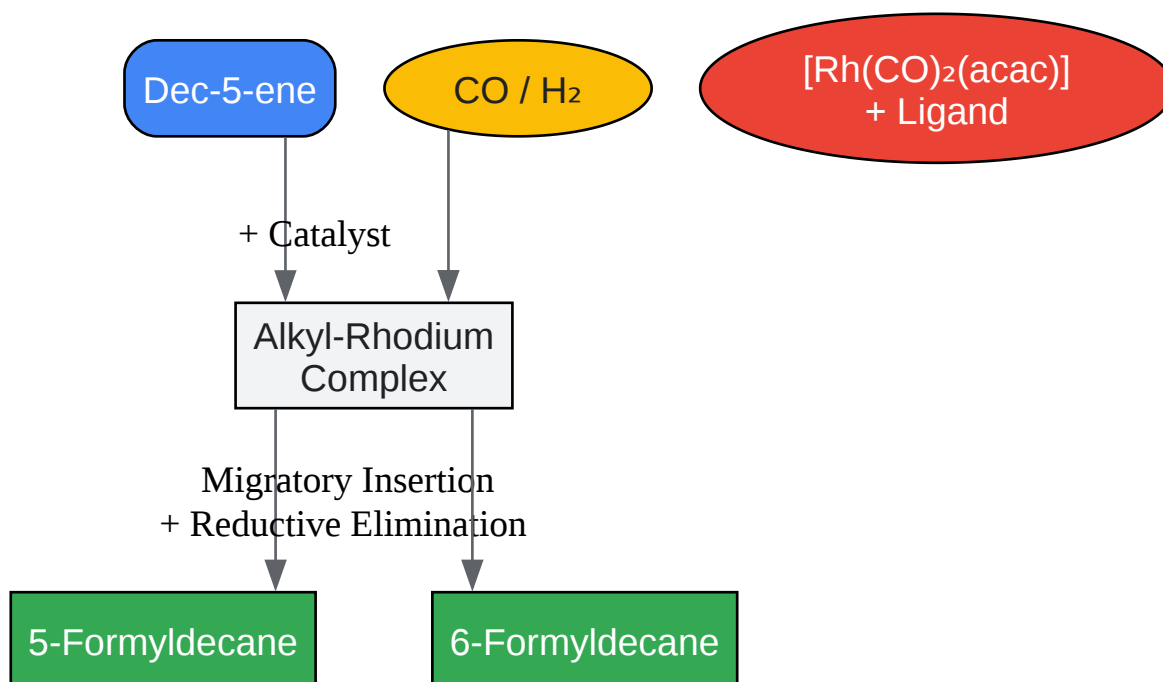 Dec-5-ene
CO / H₂
[Rh(CO)₂(acac)]
+ Ligand
+ Catalyst
Alkyl-Rhodium
Complex
Migratory Insertion
+ Reductive Elimination
5-Formyldecane
6-Formyldecane